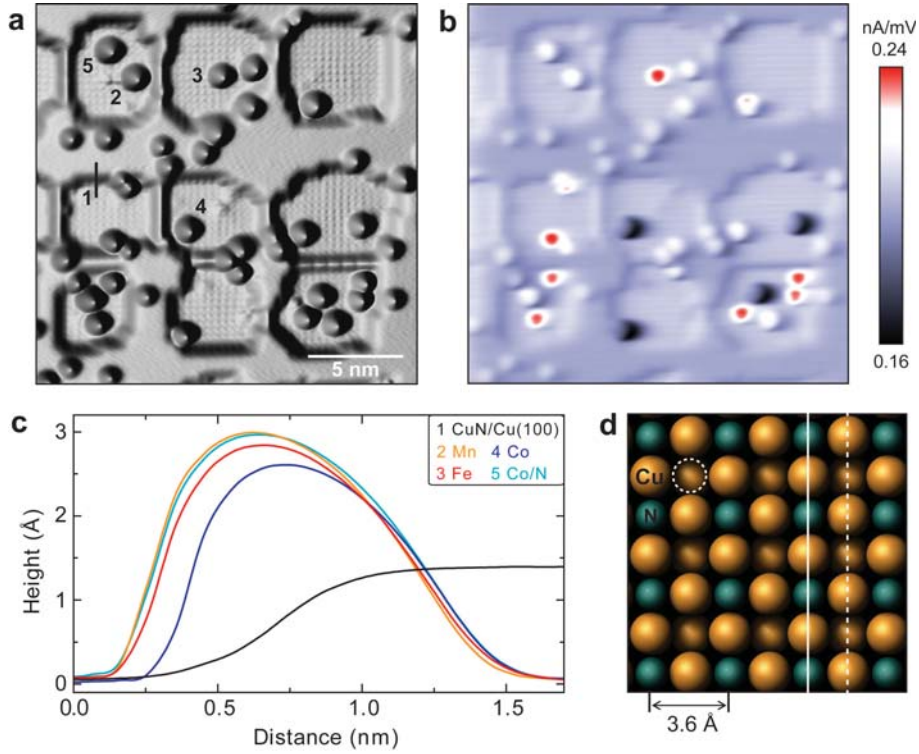 a
5
2
3
1
4
5 nm
b
nA/mV
0.24
0.16
c
3
2
1
0
Height (Å)
0.0
0.5
1.0
1.5
Distance (nm)
1 CuN/Cu(100)
2 Mn 4 Co
3 Fe 5 Co/N
d
Cu
N
3.6 Å